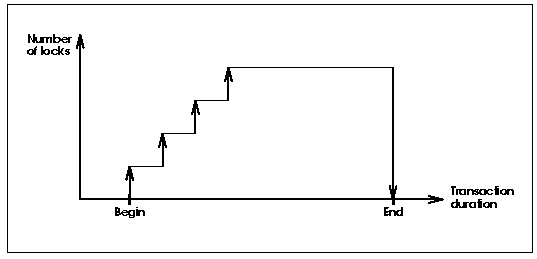 Number
of locks
Transaction
duration
Begin
End